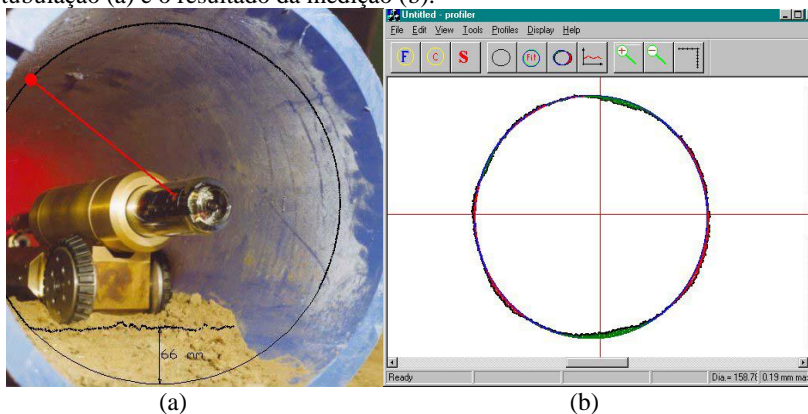 tubulação (a) e o resultado da medição (b).
66 mm
Untitled - profiler
File Edit View Tools Profiles Display Help
F C S Fit
Ready
Dia.= 158.78 0.19 mm
(a)
(b)